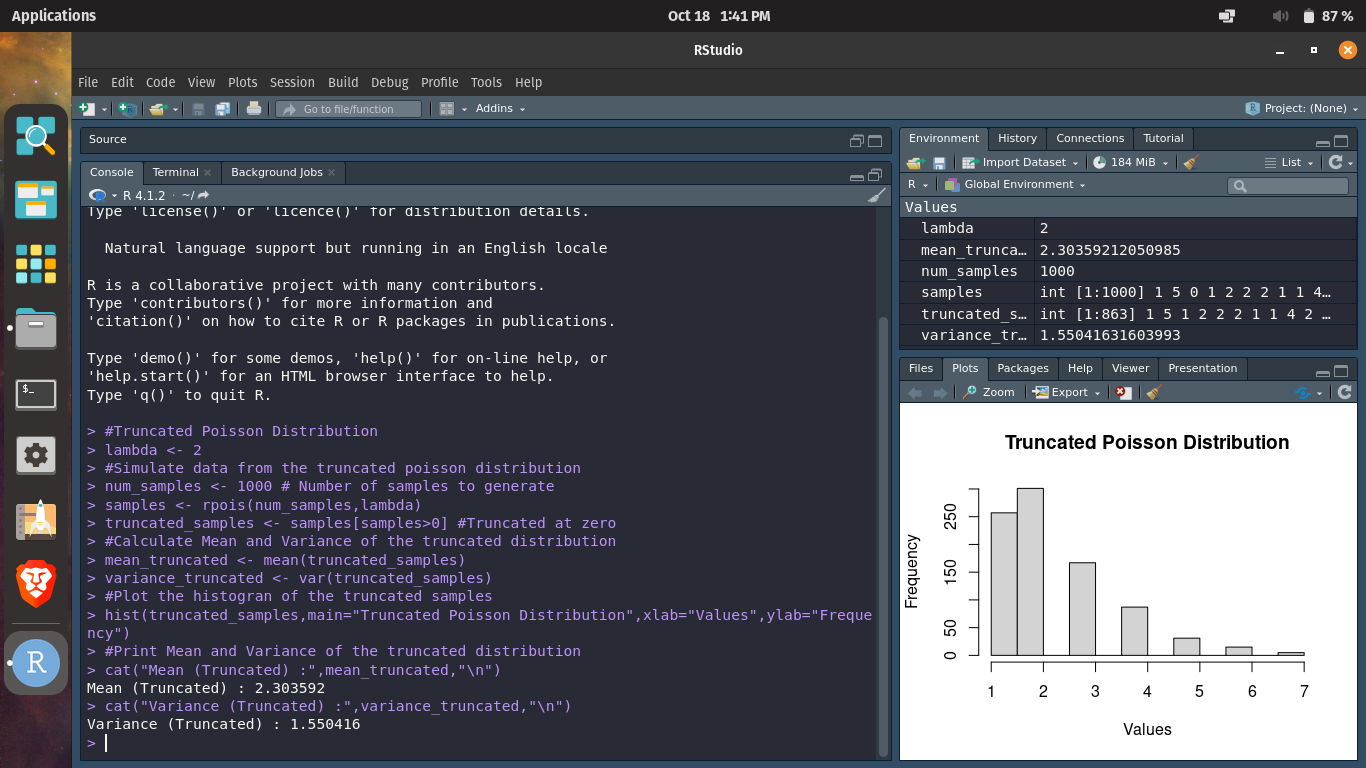 Applications
Oct 18 1:41 PM
87 %
RStudio
File Edit Code View Plots Session Build Debug Profile Tools Help
Go to file/function
Addins
Project: (None)
Source
Console Terminal Background Jobs
R 4.1.2 · ~/
Type 'license()' or 'licence()' for distribution details.
Natural language support but running in an English locale
R is a collaborative project with many contributors.
Type 'contributors()' for more information and
'citation()' on how to cite R or R packages in publications.
Type 'demo()' for some demos, 'help()' for on-line help, or
'help.start()' for an HTML browser interface to help.
Type 'q()' to quit R.
> #Truncated Poisson Distribution
> lambda <- 2
> #Simulate data from the truncated poisson distribution
> num_samples <- 1000 # Number of samples to generate
> samples <- rpois(num_samples,lambda)
> truncated_samples <- samples[samples>0] #Truncated at zero
> #Calculate Mean and Variance of the truncated distribution
> mean_truncated <- mean(truncated_samples)
> variance_truncated <- var(truncated_samples)
> #Plot the histogran of the truncated samples
> hist(truncated_samples,main="Truncated Poisson Distribution",xlab="Values",ylab="Freque
ncy")
> #Print Mean and Variance of the truncated distribution
> cat("Mean (Truncated) :",mean_truncated,"\n")
Mean (Truncated) : 2.303592
> cat("Variance (Truncated) :",variance_truncated,"\n")
Variance (Truncated) : 1.550416
>
Environment History Connections Tutorial
Import Dataset 184 MiB List
R Global Environment
Values
lambda 2
mean_trunca… 2.30359212050985
num_samples 1000
samples int [1:1000] 1 5 0 1 2 2 2 1 1 4…
truncated_s… int [1:863] 1 5 1 2 2 2 1 1 4 2 …
variance_tr… 1.55041631603993
Files Plots Packages Help Viewer Presentation
Zoom Export
Truncated Poisson Distribution
Frequency
250
150
50
0
1 2 3 4 5 6 7
Values
$_
R